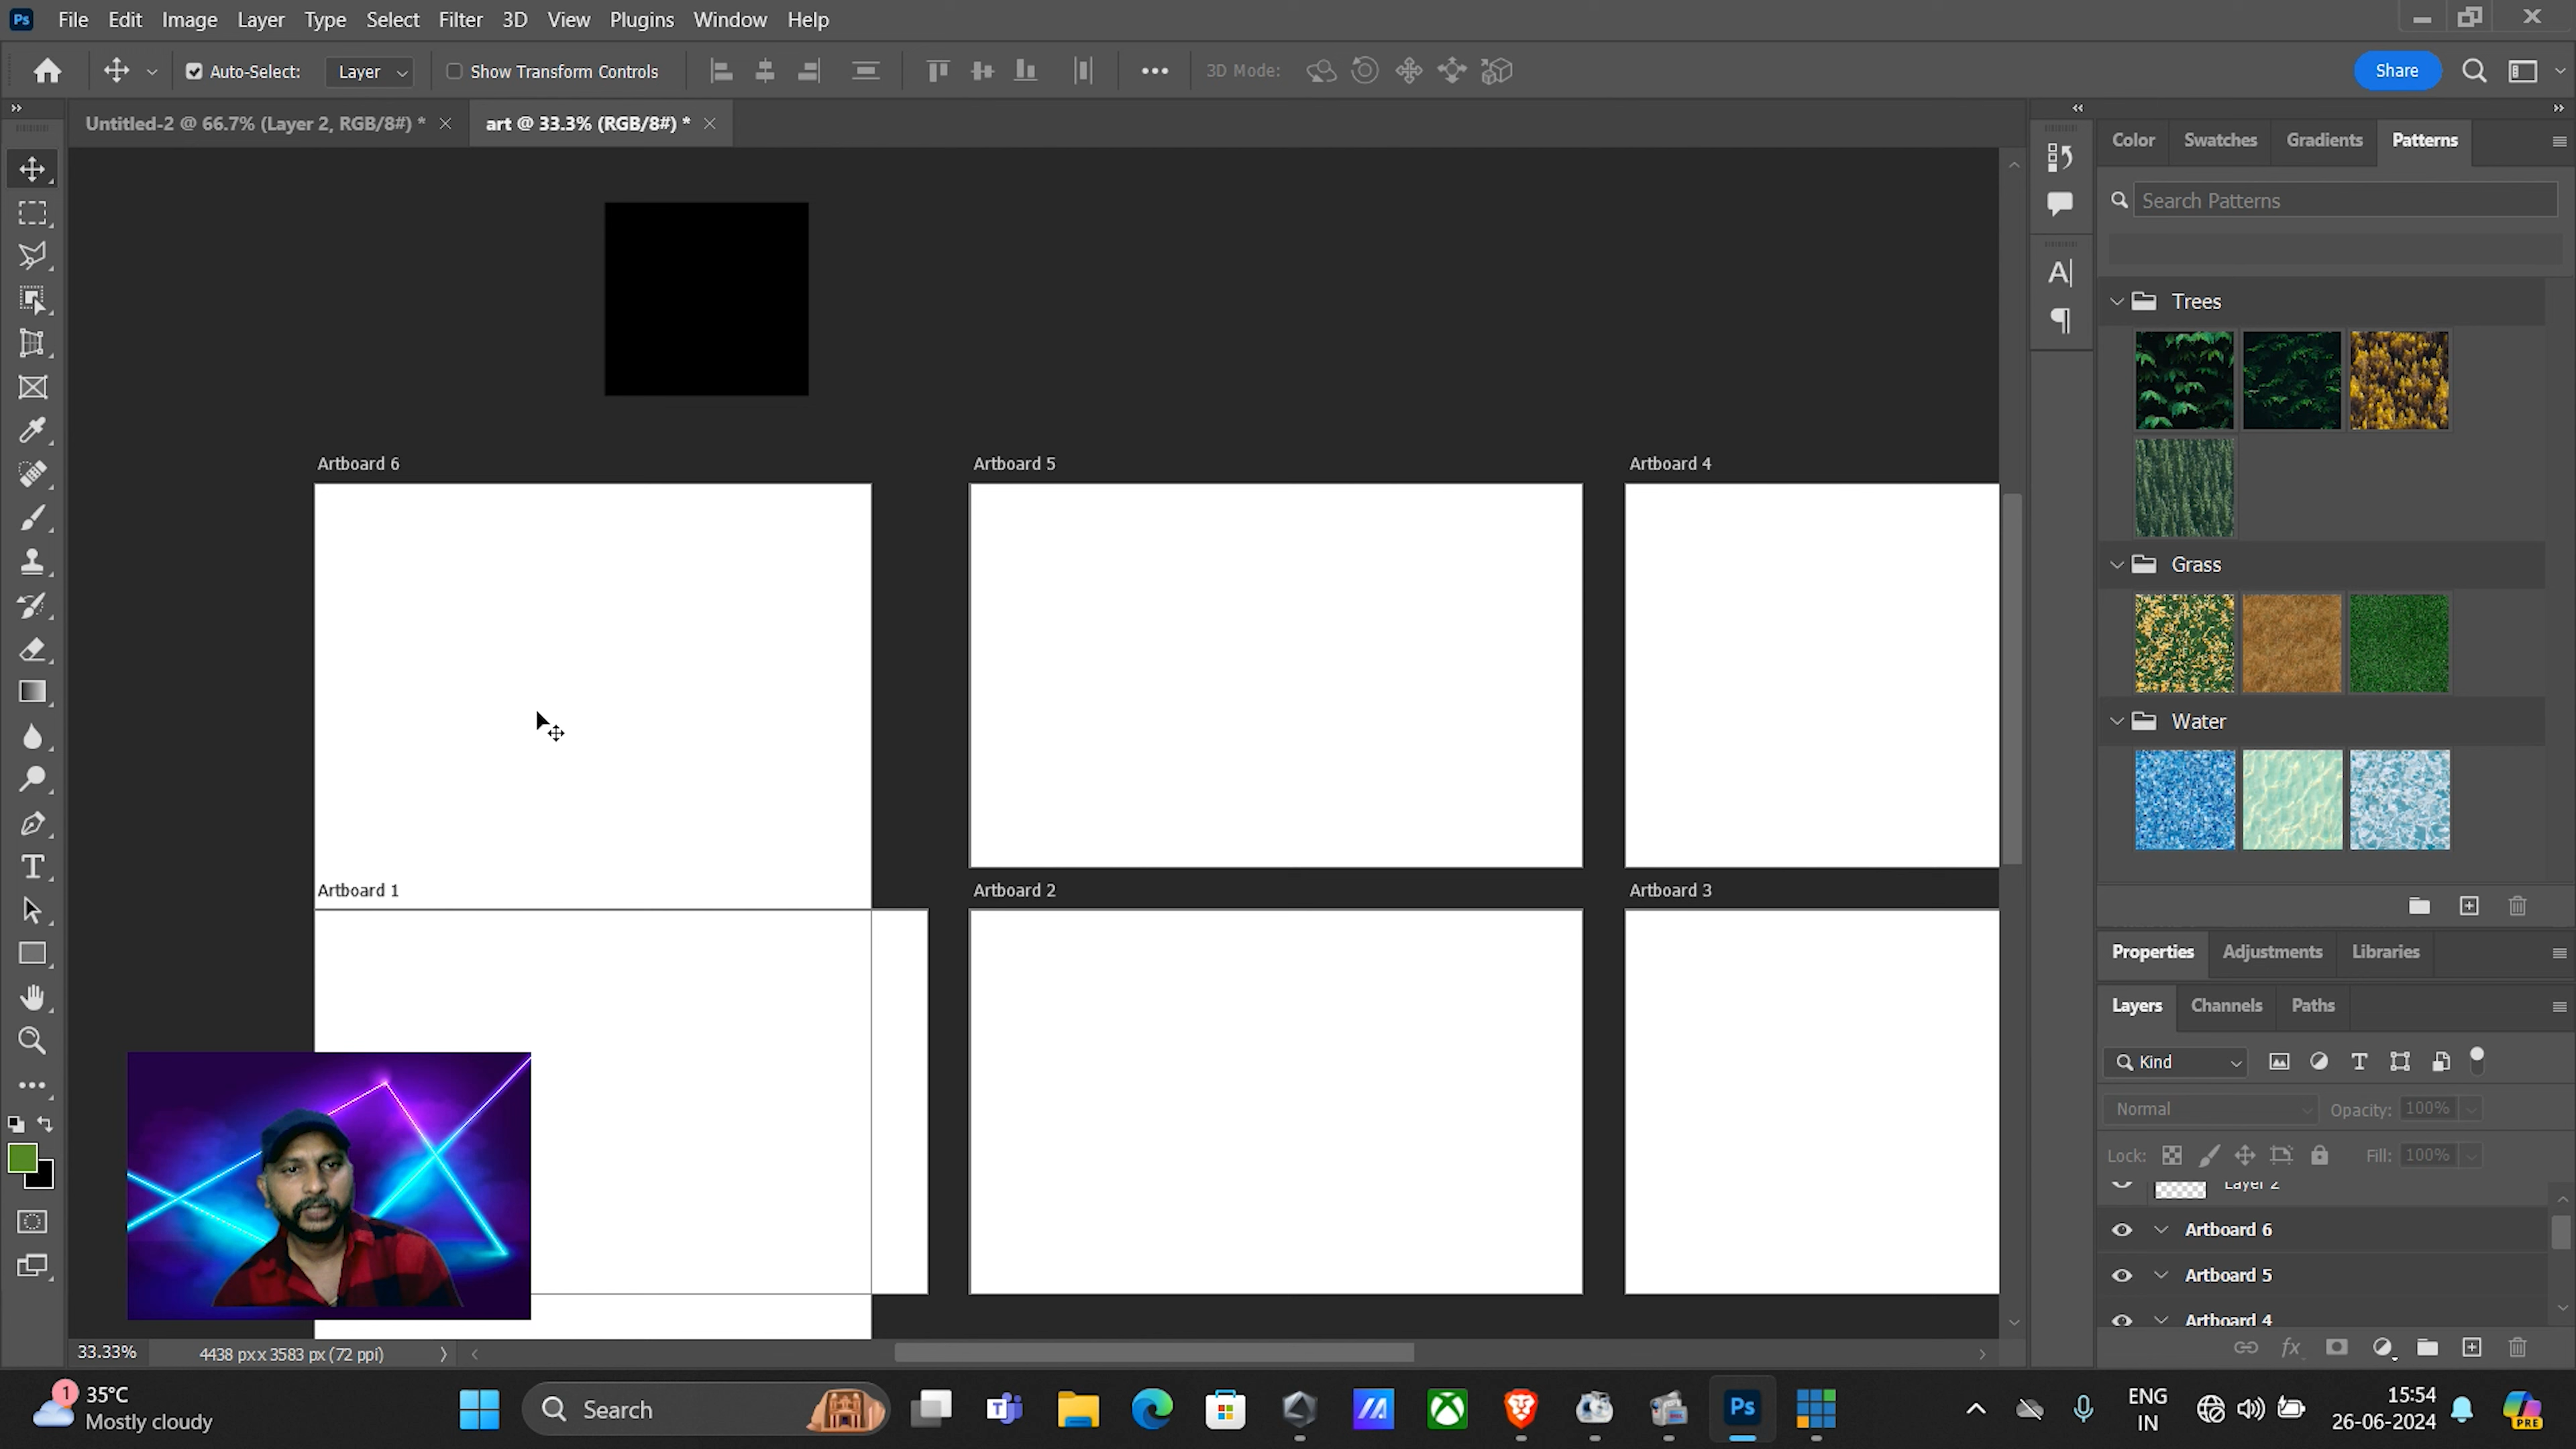 Ps File Edit Image Layer Type Select Filter 3D View Plugins Window Help
Auto-Select: Layer Show Transform Controls 3D Mode: Share
Untitled-2 @ 66.7% (Layer 2, RGB/8#) * art @ 33.3% (RGB/8#) *
Color Swatches Gradients Patterns
Search Patterns
Trees
Grass
Water
Artboard 6 Artboard 5 Artboard 4
Artboard 1 Artboard 2 Artboard 3
Properties Adjustments Libraries
Layers Channels Paths
Kind
Normal Opacity: 100%
Lock: Fill: 100%
Layer 2
Artboard 6
Artboard 5
Artboard 4
33.33% 4438 px x 3583 px (72 ppi)
1 35°C
Mostly cloudy
Search
Ps
ENG
IN
15:54
26-06-2024
PRE